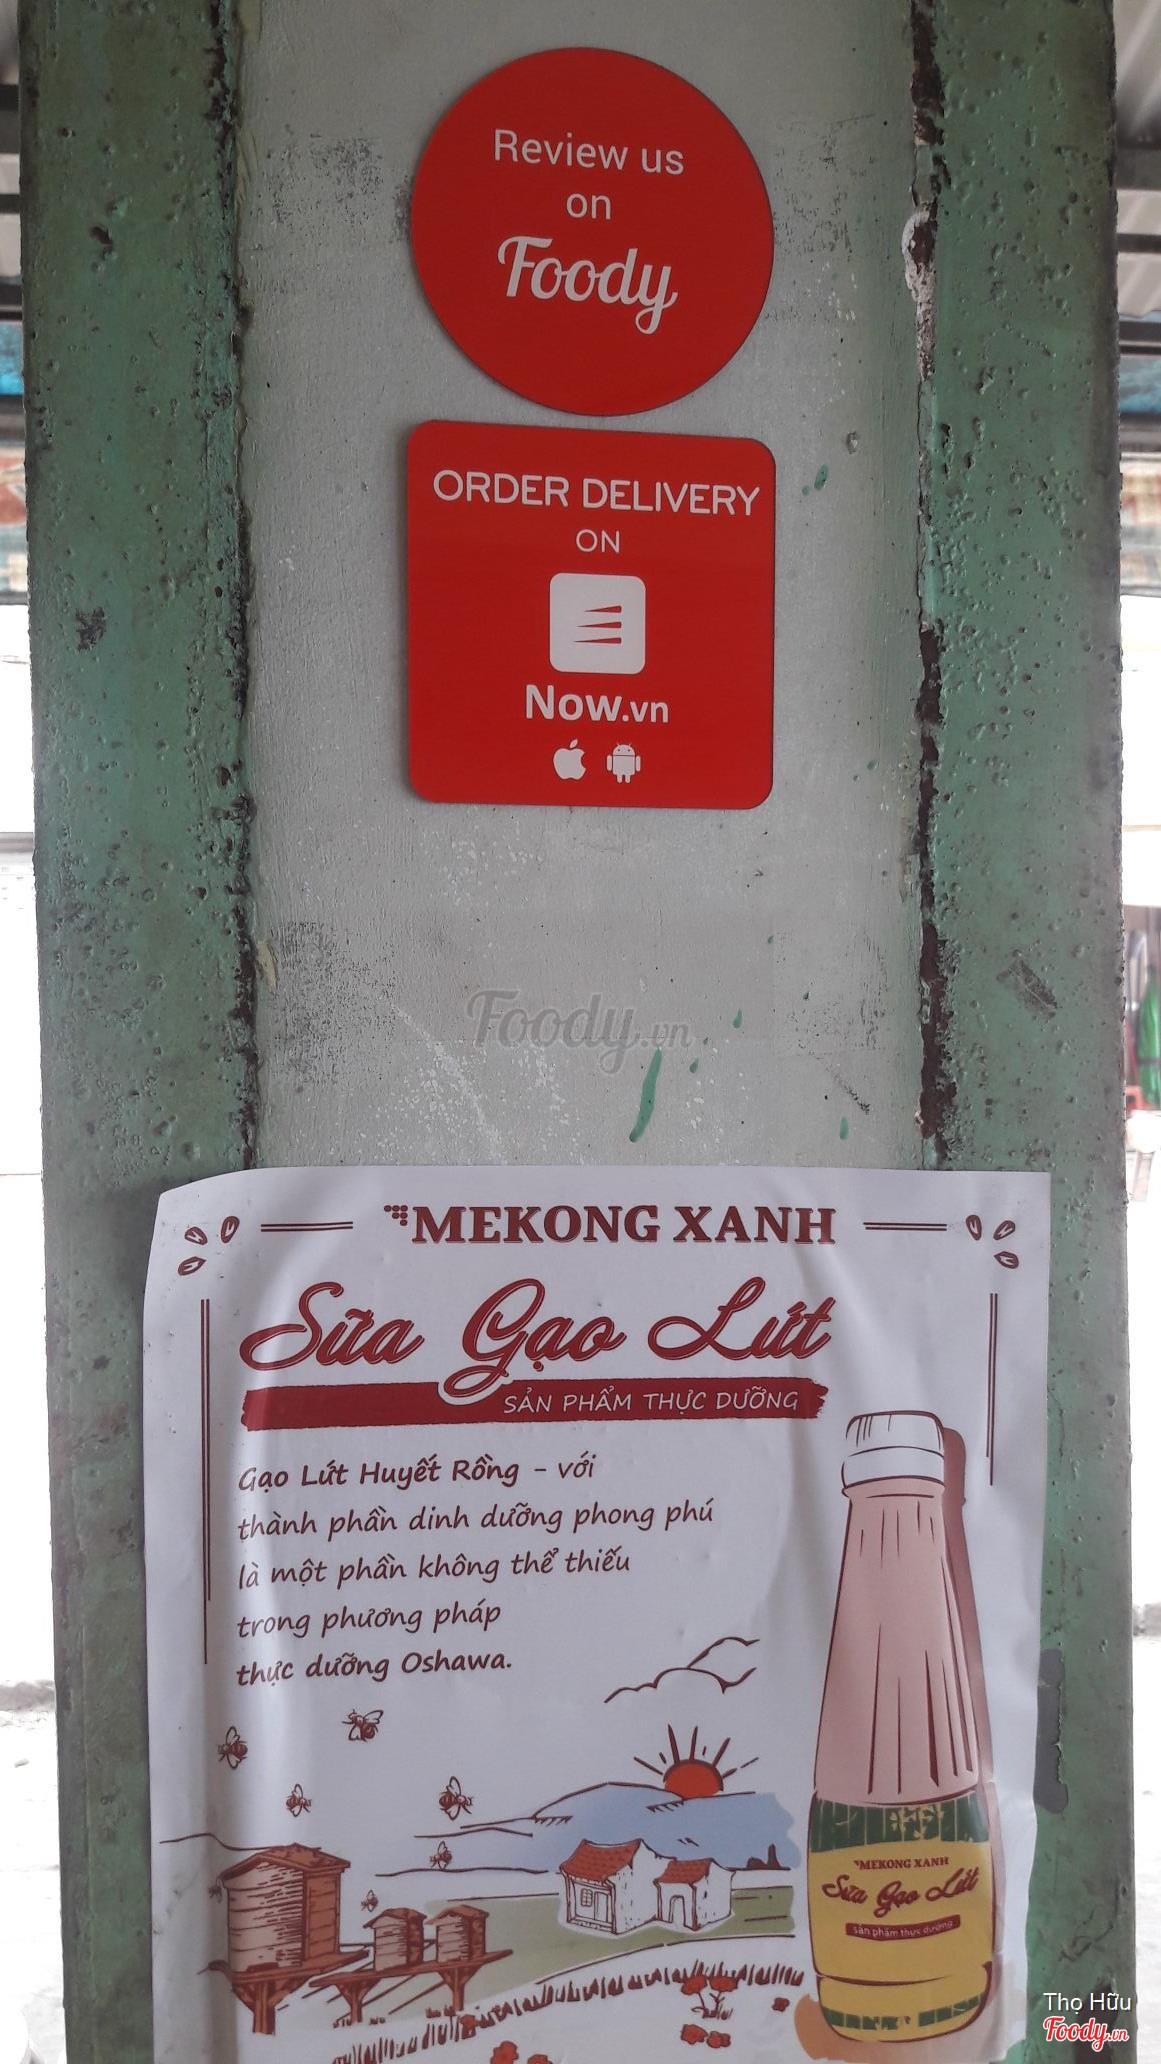 Review us
on
Foody
ORDER DELIVERY
ON
Now.vn
Foody.vn
MEKONG XANH
Sữa Gạo Lứt
SẢN PHẨM THỰC DƯỠNG
Gạo Lứt Huyết Rồng - với
thành phần dinh dưỡng phong phú
là một phần không thể thiếu
trong phương pháp
thực dưỡng Oshawa.
MEKONG XANH
Sữa Gạo Lứt
sản phẩm thực dưỡng
Thọ Hữu
Foody.vn